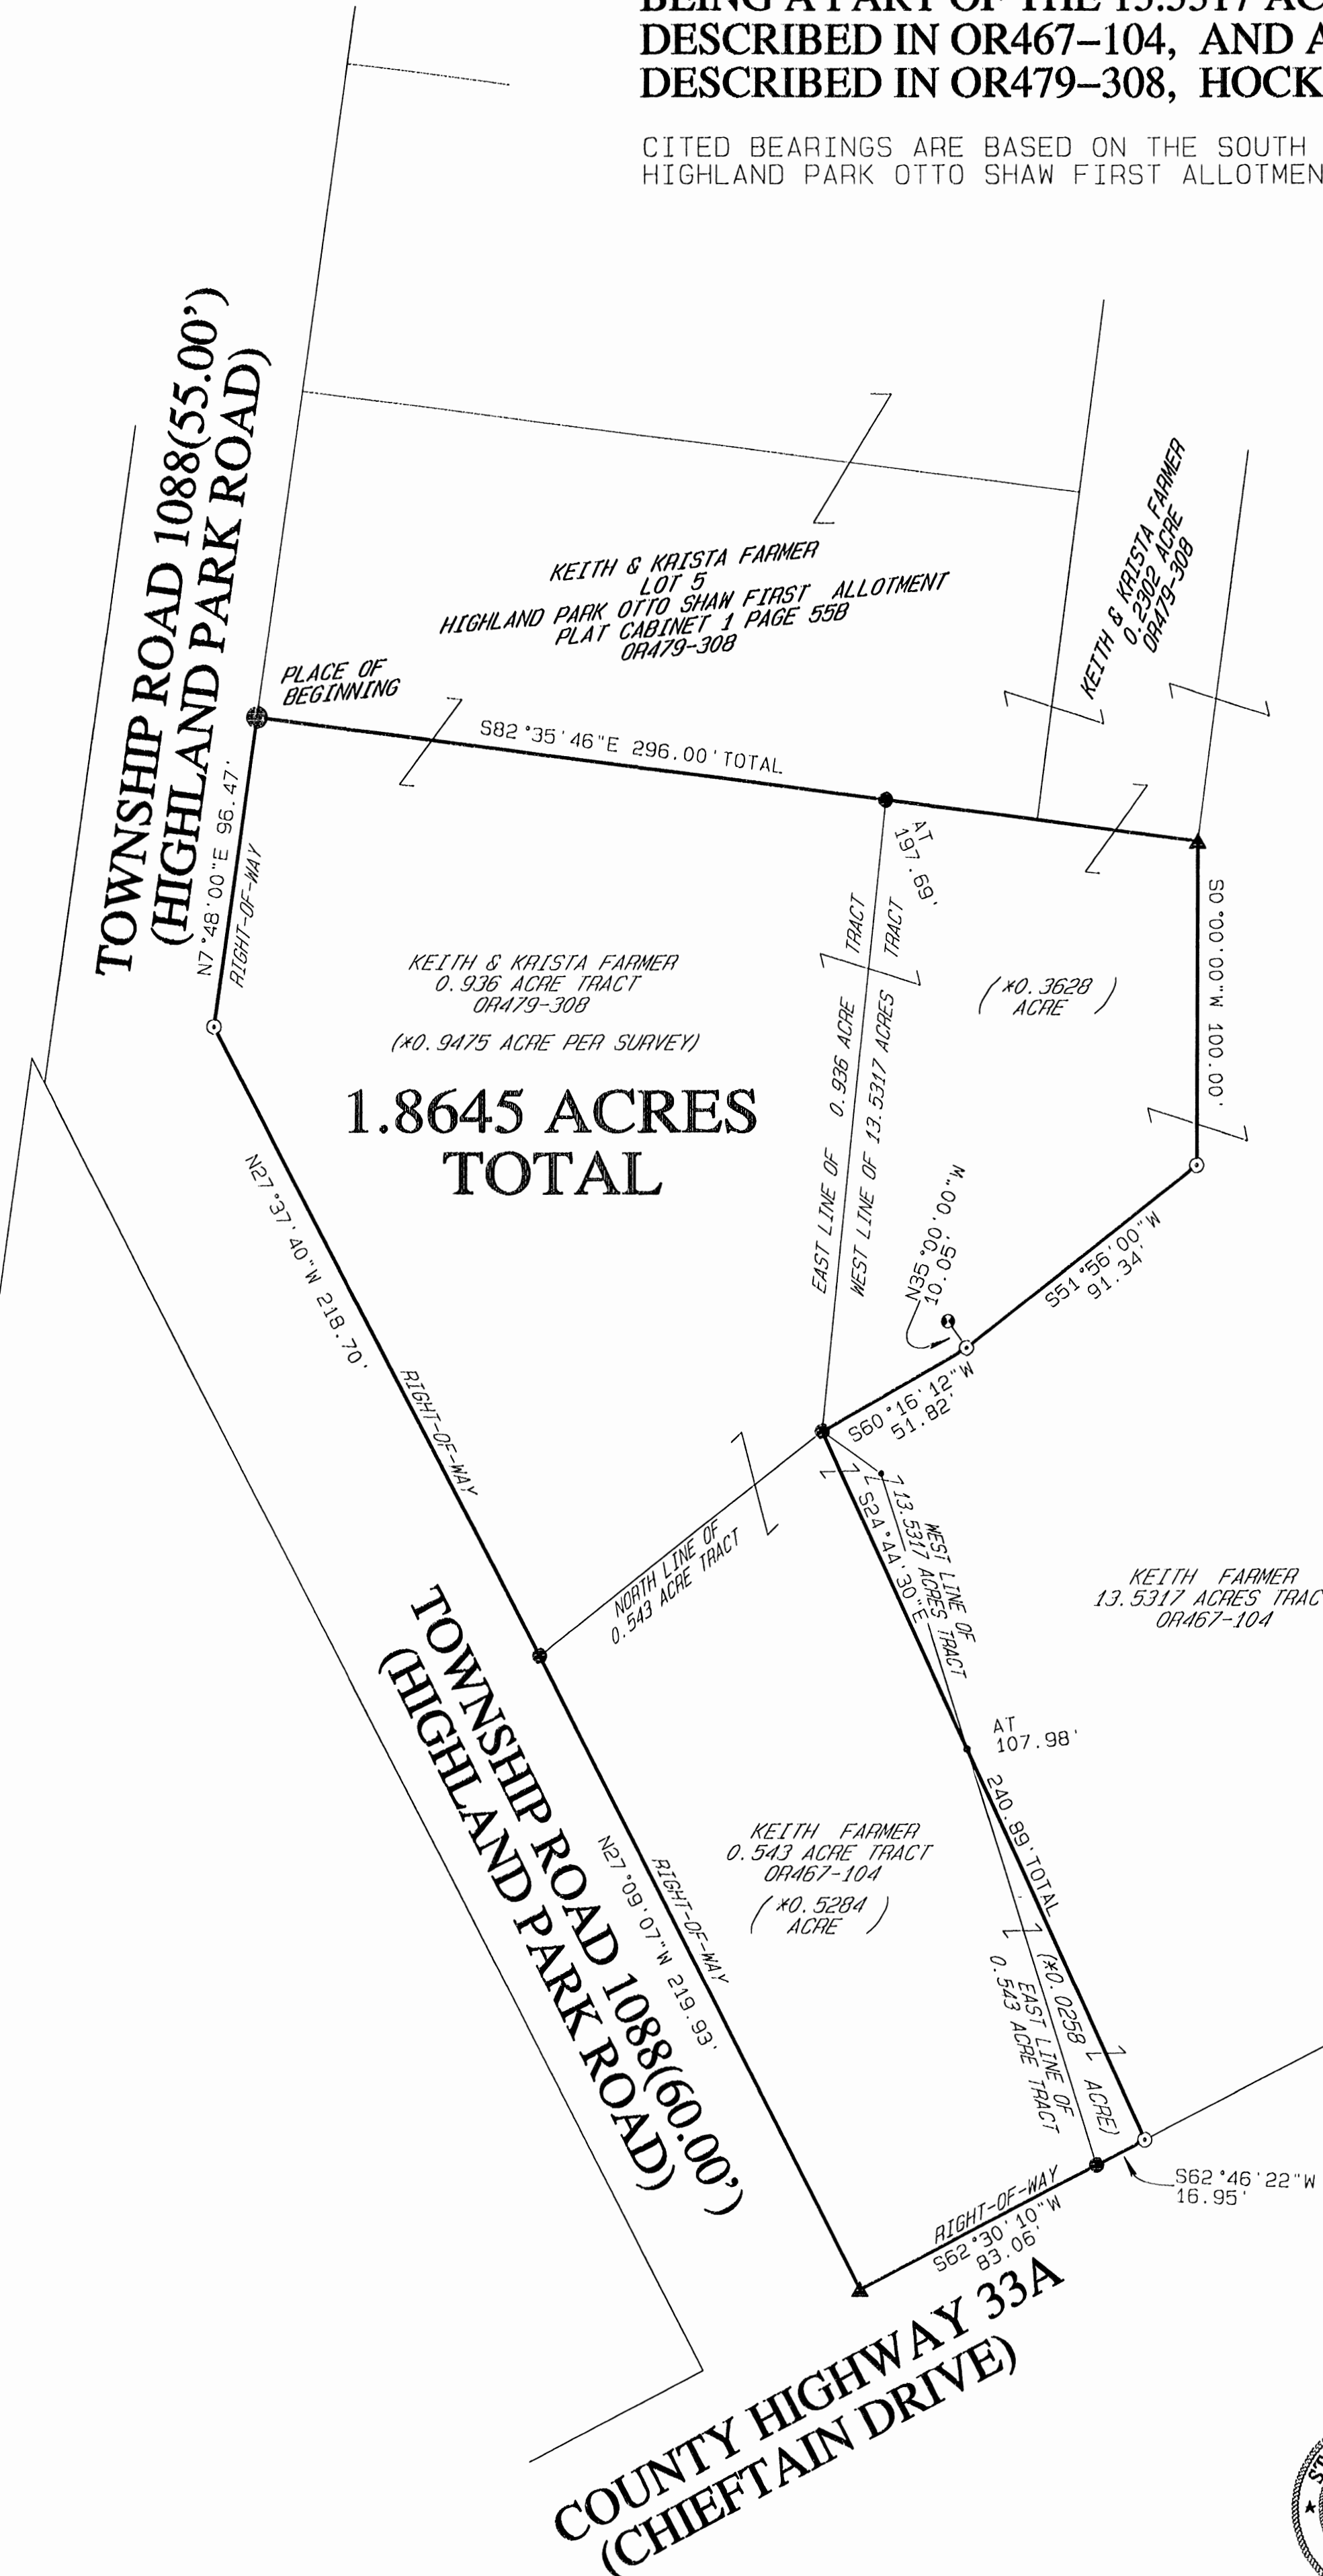 DESCRIBED IN OR467–104, AND A
DESCRIBED IN OR479–308, HOCK
CITED BEARINGS ARE BASED ON THE SOUTH
HIGHLAND PARK OTTO SHAW FIRST ALLOTMEN
TOWNSHIP ROAD 1088(55.00')
(HIGHLAND PARK ROAD)
KEITH & KRISTA FARMER
LOT 5
HIGHLAND PARK OTTO SHAW FIRST ALLOTMENT
PLAT CABINET 1 PAGE 55B
OR479-308
KEITH & KRISTA FARMER
0.2302 ACRE
OR479-308
PLACE OF
BEGINNING
S82°35'46"E 296.00'TOTAL
AT
197.69'
N7°48'00"E 96.47'
RIGHT-OF-WAY
S0°00'00"W 100.00'
KEITH & KRISTA FARMER
0.936 ACRE TRACT
OR479-308
(*0.9475 ACRE PER SURVEY)
1.8645 ACRES
TOTAL
EAST LINE OF 0.936 ACRE TRACT
WEST LINE OF 13.5317 ACRES TRACT
(*0.3628
ACRE)
N35°00'00"W
10.05'
S51°56'00"W
91.34'
S60°16'12"W
51.82'
N27°37'40"W 218.70'
RIGHT-OF-WAY
NORTH LINE OF
0.543 ACRE TRACT
S24°44'30"E
WEST LINE OF
13.5317 ACRES TRACT
KEITH FARMER
13.5317 ACRES TRAC
OR467-104
AT
107.98'
240.89'TOTAL
TOWNSHIP ROAD 1088(60.00')
(HIGHLAND PARK ROAD)
KEITH FARMER
0.543 ACRE TRACT
OR467-104
(*0.5284
ACRE)
N27°09'07"W 219.93'
RIGHT-OF-WAY
(*0.0258 ACRE)
EAST LINE OF
0.543 ACRE TRACT
S62°46'22"W
16.95'
RIGHT-OF-WAY
S62°30'10"W
83.06'
COUNTY HIGHWAY 33A
(CHIEFTAIN DRIVE)